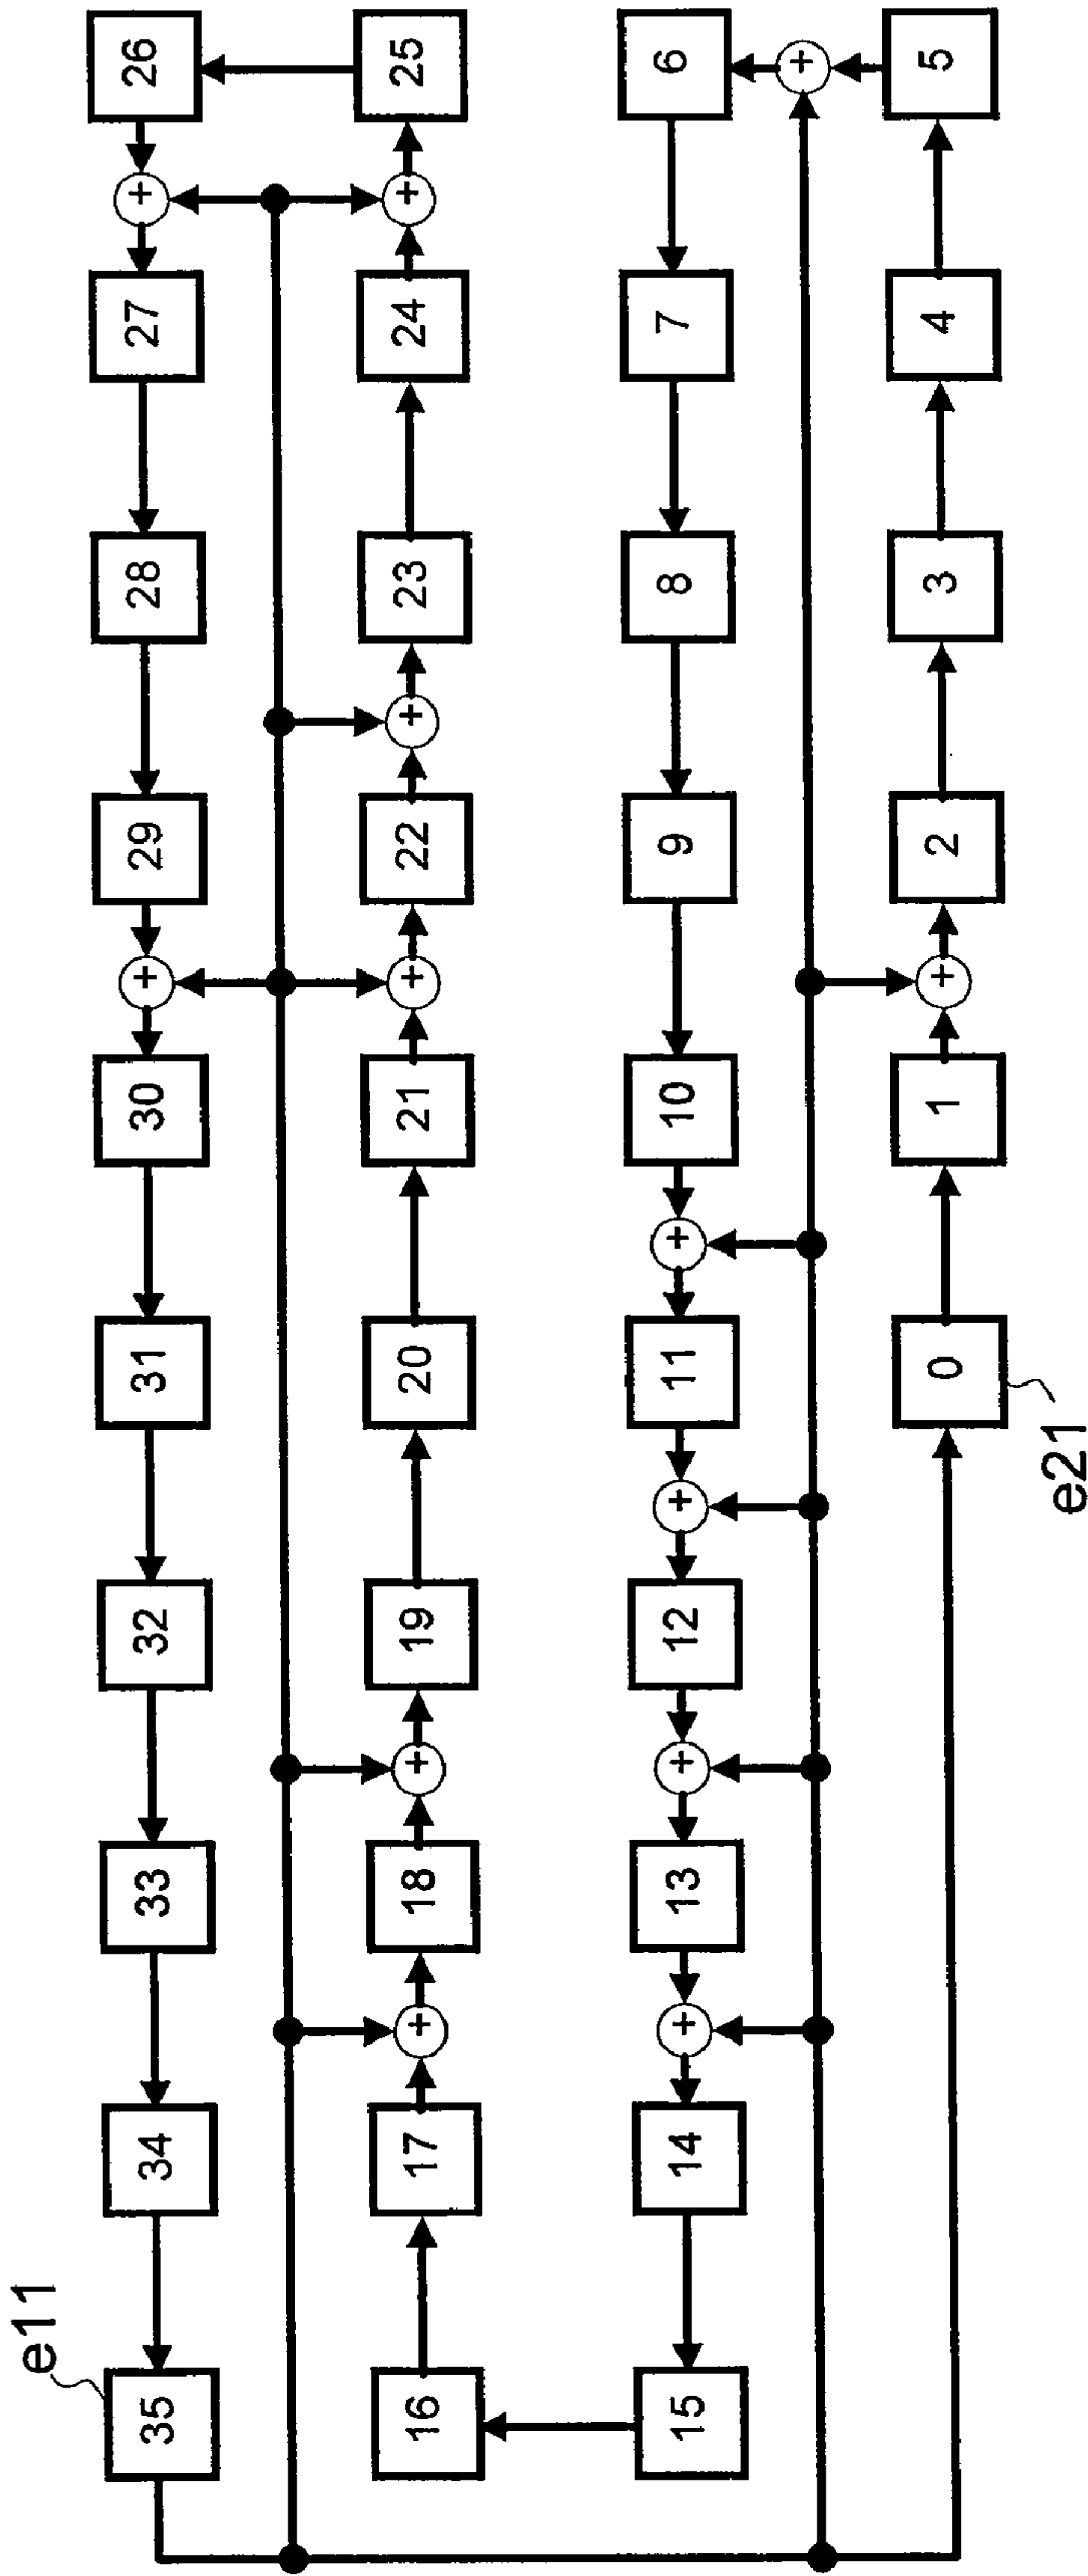 e11
35 34 33 32 31 30 + 29 28 27 + 26
16 17 + 18 + 19 20 21 + 22 + 23 24 + 25
15 14 + 13 + 12 + 11 + 10 9 8 7 6
+
0 1 + 2 3 4 5
e21